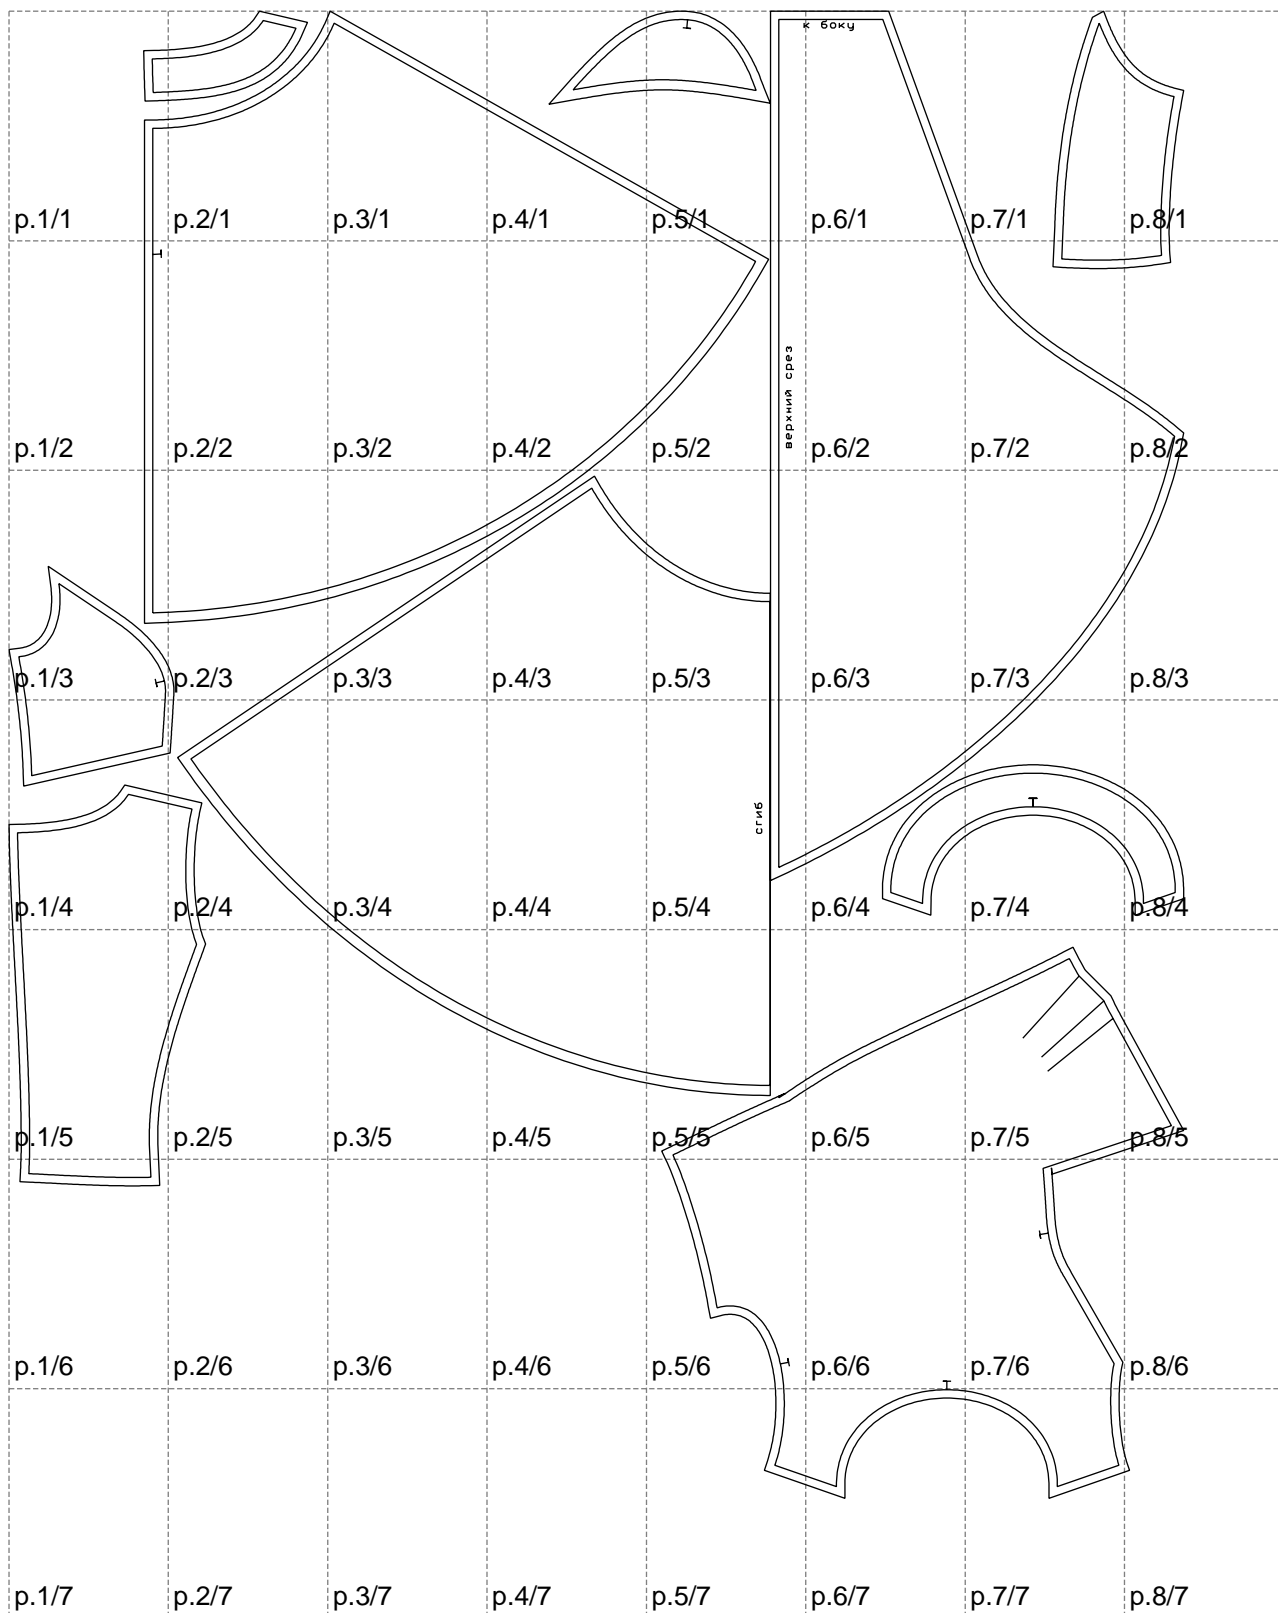 к боку
p.1/1 p.2/1 p.3/1 p.4/1 p.5/1 p.6/1 p.7/1 p.8/1
верхний срез
p.1/2 p.2/2 p.3/2 p.4/2 p.5/2 p.6/2 p.7/2 p.8/2
p.1/3 p.2/3 p.3/3 p.4/3 p.5/3 p.6/3 p.7/3 p.8/3
сгиб
p.1/4 p.2/4 p.3/4 p.4/4 p.5/4 p.6/4 p.7/4 p.8/4
p.1/5 p.2/5 p.3/5 p.4/5 p.5/5 p.6/5 p.7/5 p.8/5
p.1/6 p.2/6 p.3/6 p.4/6 p.5/6 p.6/6 p.7/6 p.8/6
p.1/7 p.2/7 p.3/7 p.4/7 p.5/7 p.6/7 p.7/7 p.8/7